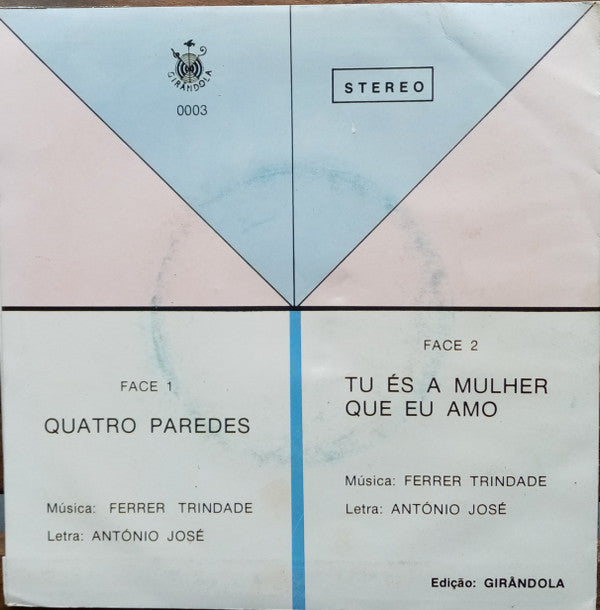 GIRÂNDOLA
0003
STEREO
FACE 1
QUATRO PAREDES
Música: FERRER TRINDADE
Letra: ANTÓNIO JOSÉ
FACE 2
TU ÉS A MULHER
QUE EU AMO
Música: FERRER TRINDADE
Letra: ANTÓNIO JOSÉ
Edição: GIRÂNDOLA